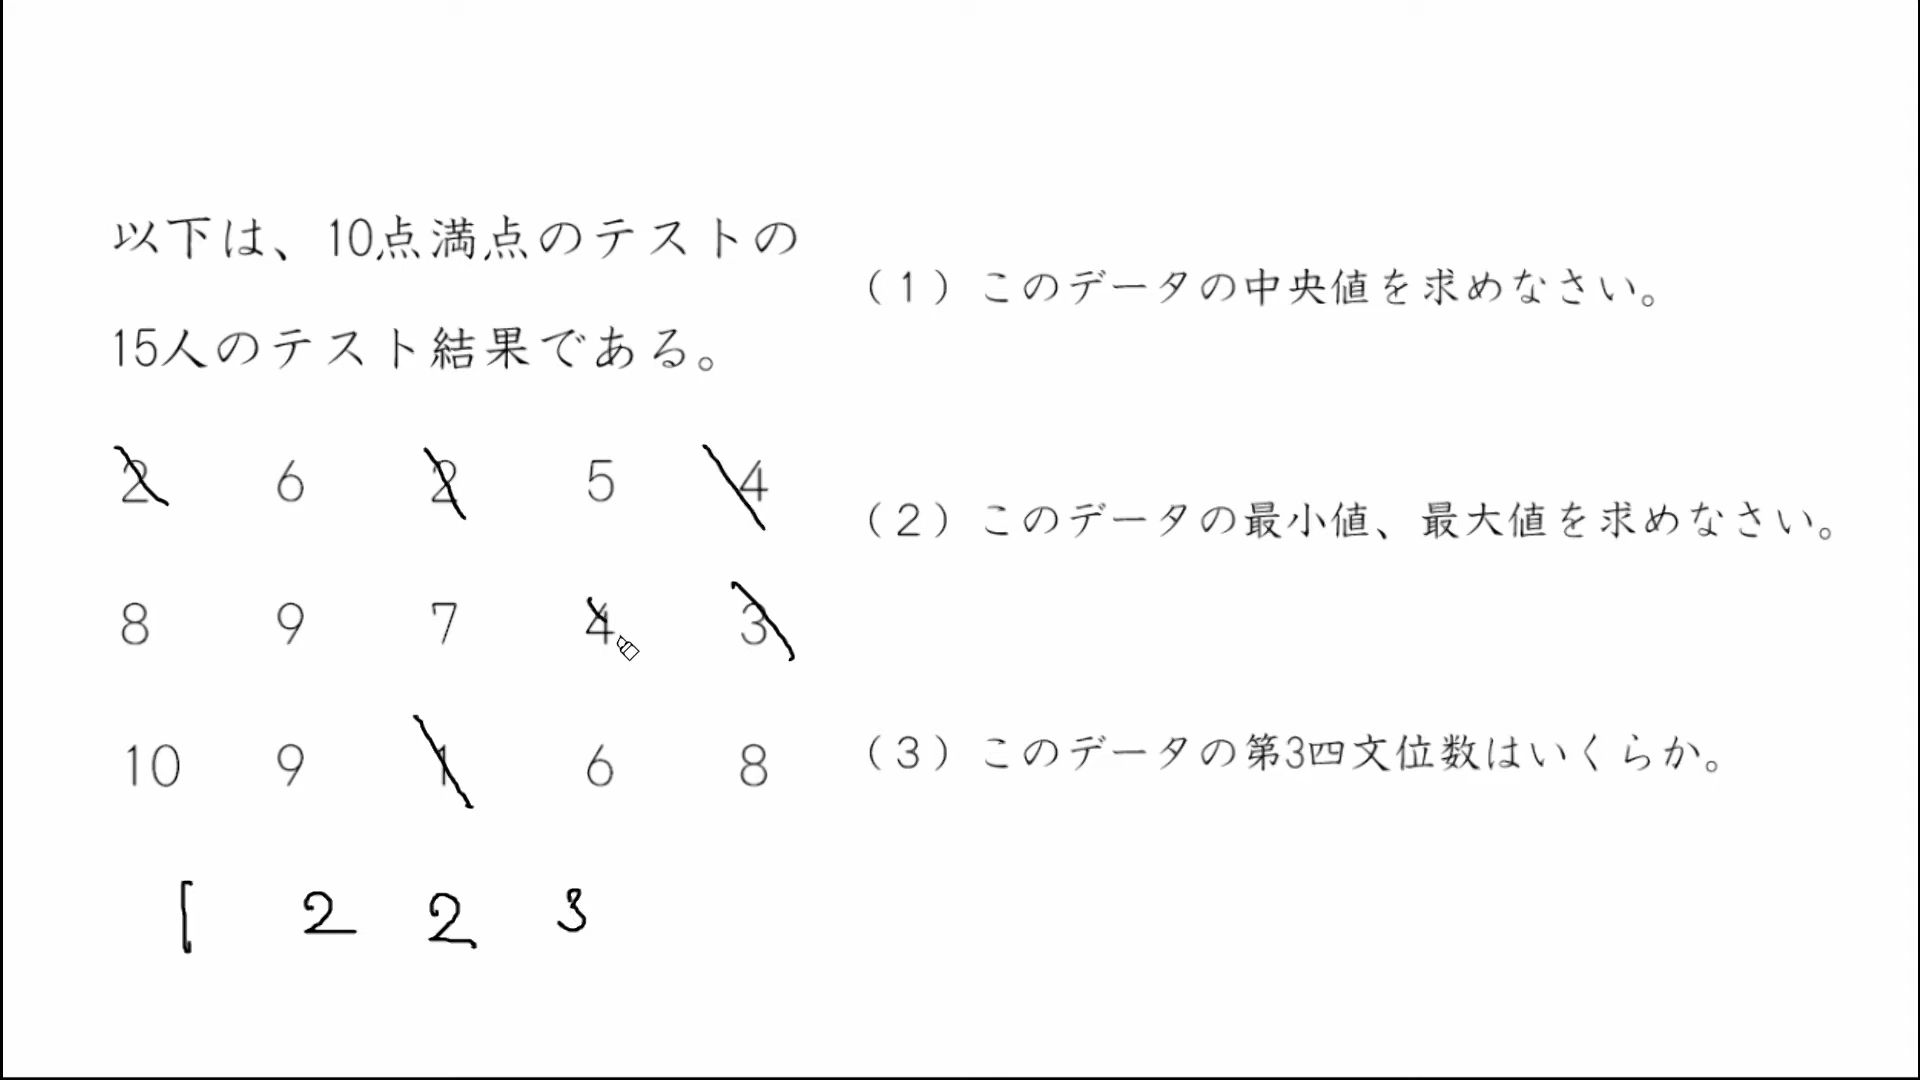 以下は、10点満点のテストの
15人のテスト結果である。
2 6 2 5 4
8 9 7 4 3
10 9 1 6 8
1 2 2 3
(1)このデータの中央値を求めなさい。
(2)このデータの最小値、最大値を求めなさい。
(3)このデータの第3四文位数はいくらか。